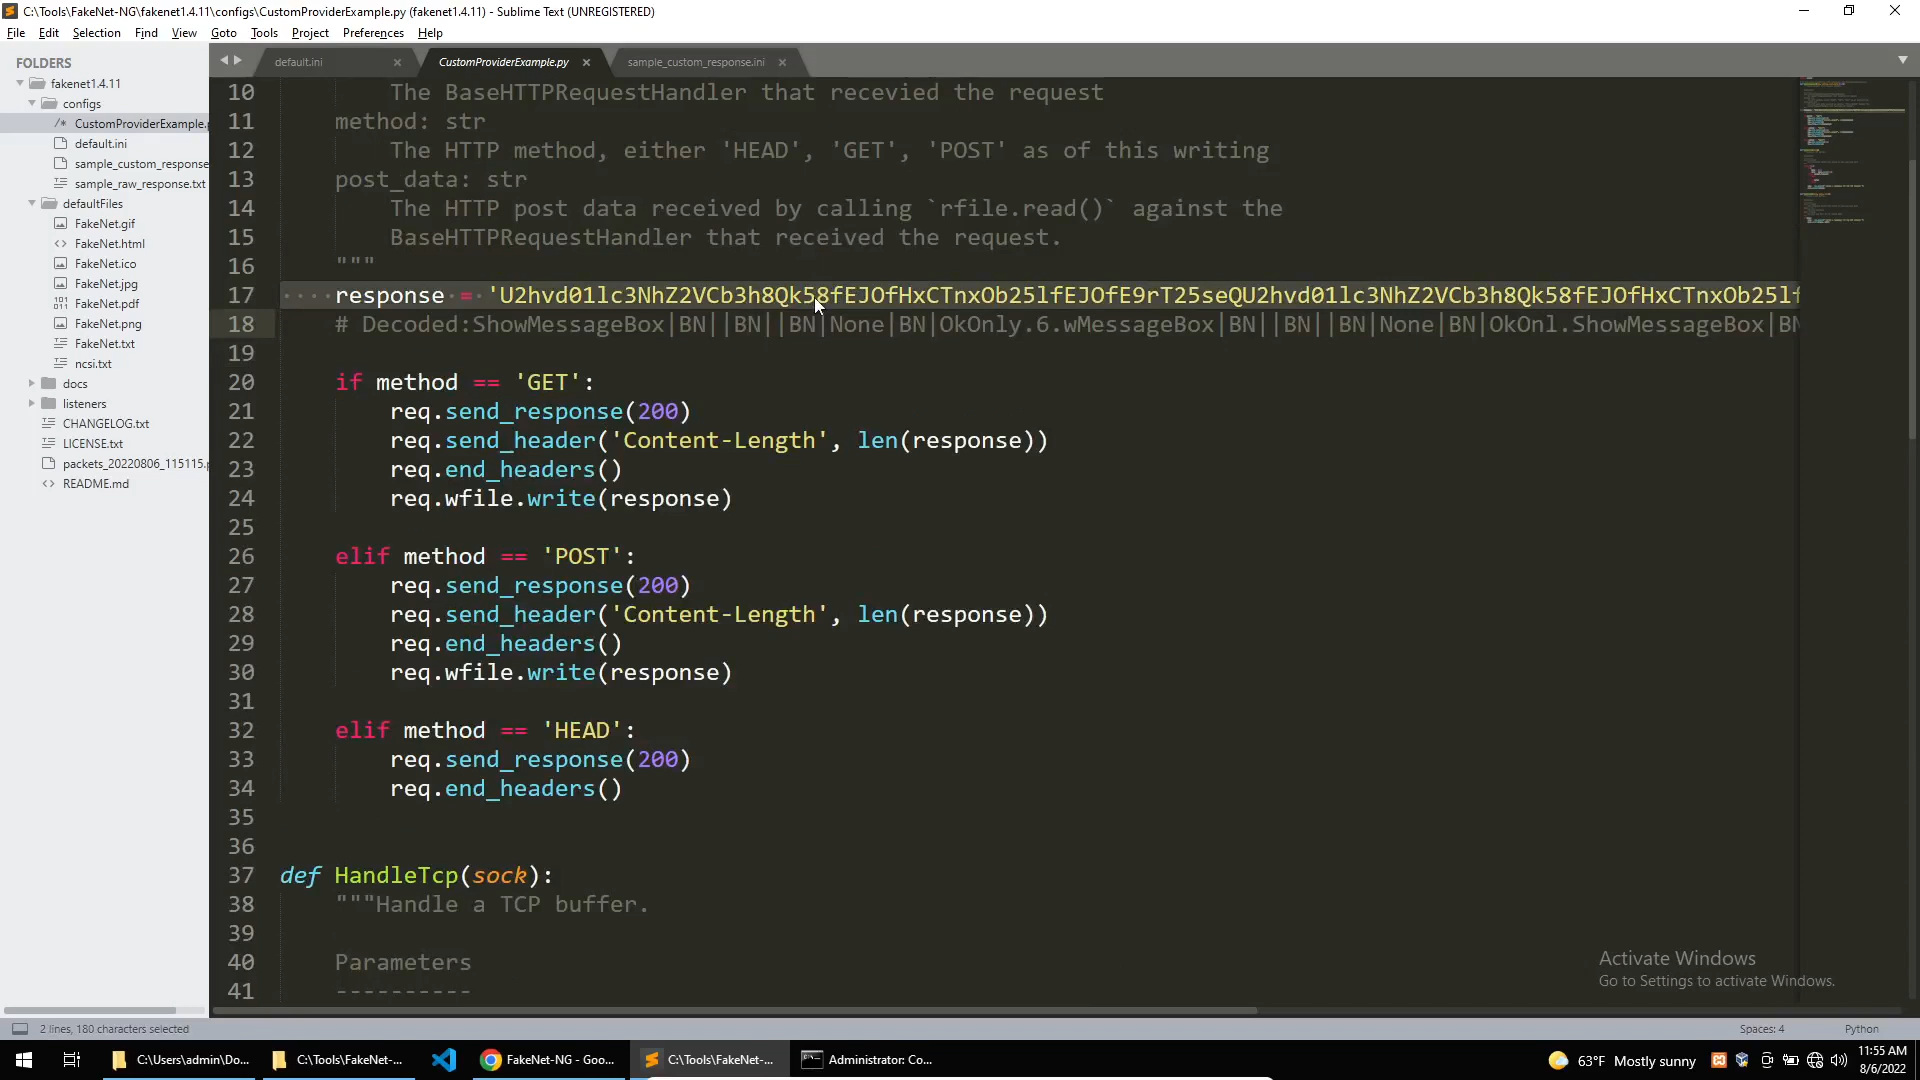 C:\Tools\FakeNet-NG\fakenet1.4.11\configs\CustomProviderExample.py (fakenet1.4.11) - Sublime Text (UNREGISTERED)
File Edit Selection Find View Goto Tools Project Preferences Help
FOLDERS
fakenet1.4.11
configs
CustomProviderExample.
default.ini
sample_custom_response
sample_raw_response.txt
defaultFiles
FakeNet.gif
FakeNet.html
FakeNet.ico
FakeNet.jpg
FakeNet.pdf
FakeNet.png
FakeNet.txt
ncsi.txt
docs
listeners
CHANGELOG.txt
LICENSE.txt
packets_20220806_115115.
README.md
default.ini CustomProviderExample.py sample_custom_response.ini
10 The BaseHTTPRequestHandler that recevied the request
11 method: str
12 The HTTP method, either 'HEAD', 'GET', 'POST' as of this writing
13 post_data: str
14 The HTTP post data received by calling `rfile.read()` against the
15 BaseHTTPRequestHandler that received the request.
16 """
17 response = 'U2hvd01lc3NhZ2VCb3h8Qk58fEJOfHxCTnxOb25lfEJOfE9rT25seQU2hvd01lc3NhZ2VCb3h8Qk58fEJOfHxCTnxOb25lf
18 # Decoded:ShowMessageBox|BN||BN||BN|None|BN|OkOnly.6.wMessageBox|BN||BN||BN|None|BN|OkOnl.ShowMessageBox|BN
19
20 if method == 'GET':
21 req.send_response(200)
22 req.send_header('Content-Length', len(response))
23 req.end_headers()
24 req.wfile.write(response)
25
26 elif method == 'POST':
27 req.send_response(200)
28 req.send_header('Content-Length', len(response))
29 req.end_headers()
30 req.wfile.write(response)
31
32 elif method == 'HEAD':
33 req.send_response(200)
34 req.end_headers()
35
36
37 def HandleTcp(sock):
38 """Handle a TCP buffer.
39
40 Parameters
41 ----------
Activate Windows
Go to Settings to activate Windows.
2 lines, 180 characters selected Spaces: 4 Python
C:\Users\admin\Do... C:\Tools\FakeNet-... FakeNet-NG - Goo... C:\Tools\FakeNet-... Administrator: Co... 63°F Mostly sunny 11:55 AM
8/6/2022